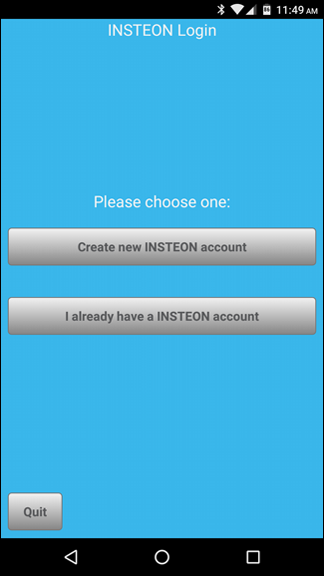 11:49 AM
INSTEON Login
Please choose one:
Create new INSTEON account
I already have a INSTEON account
Quit